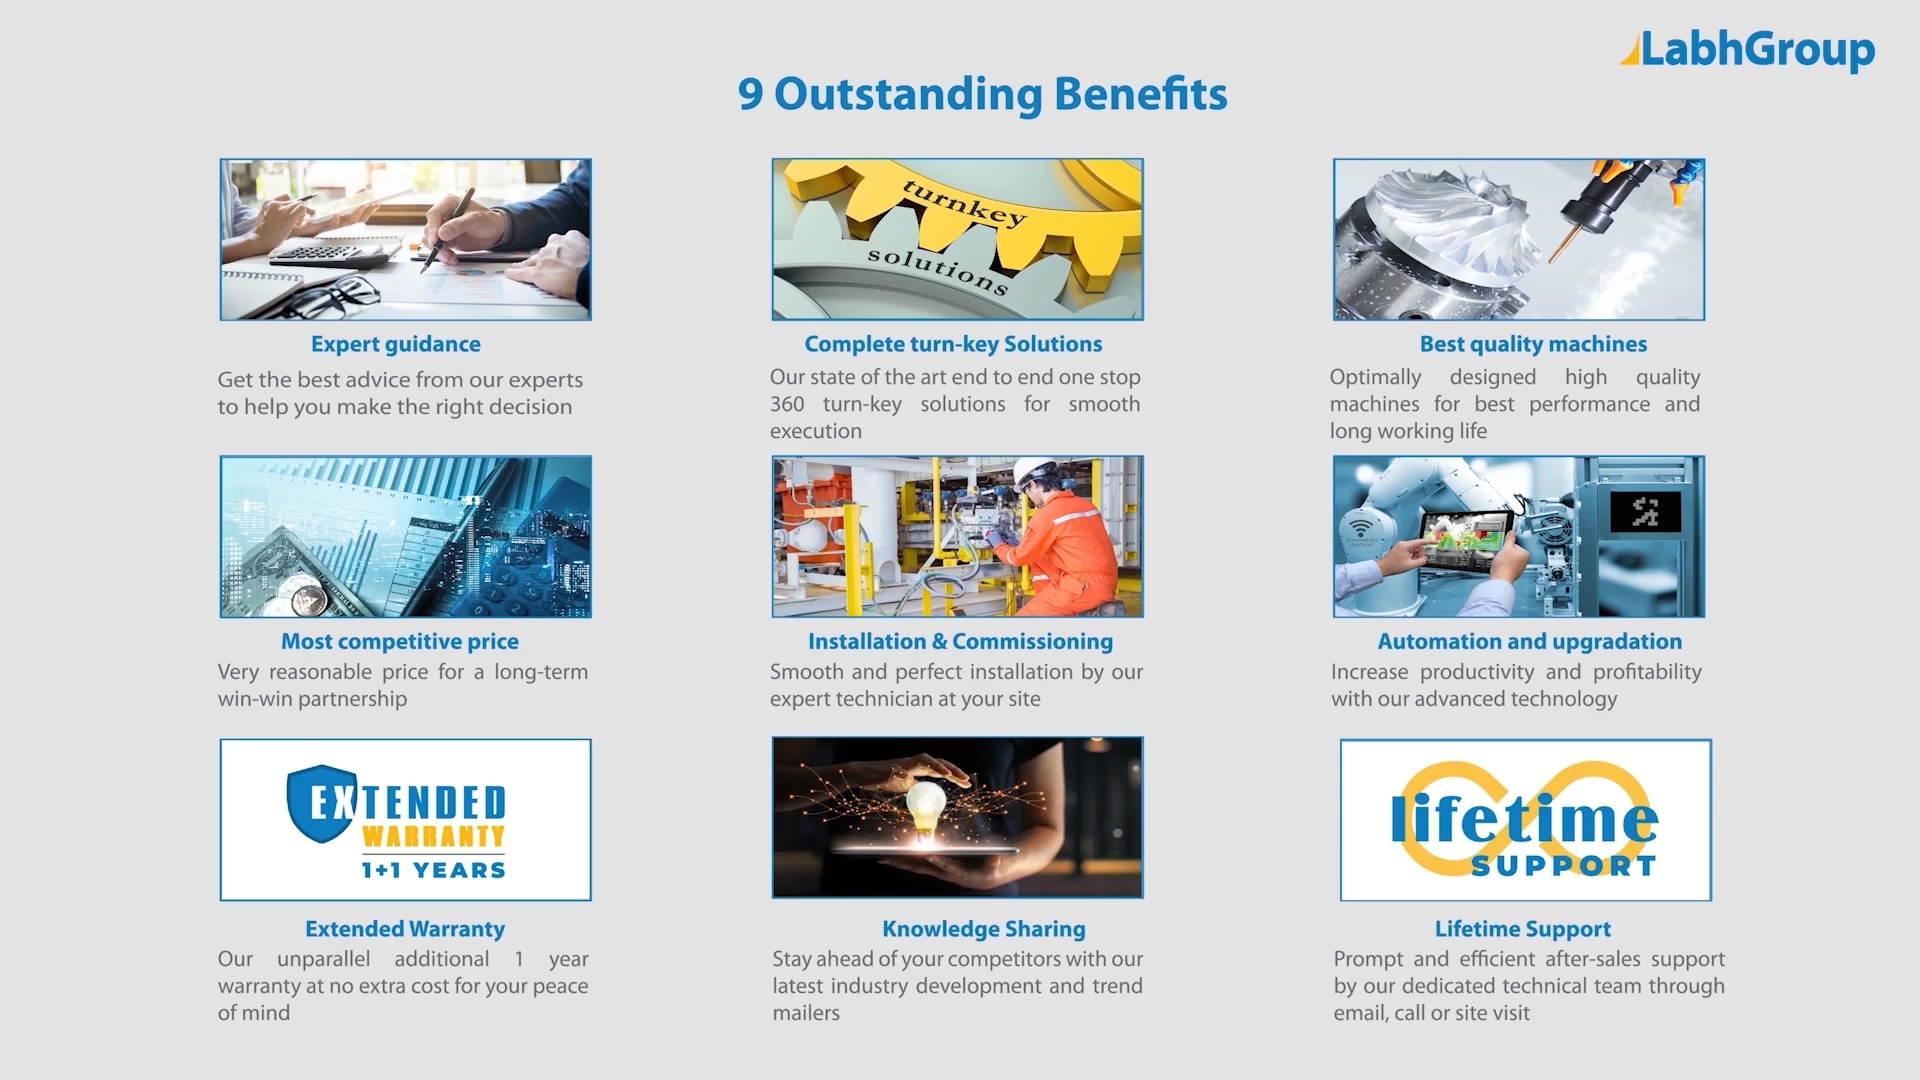 LabhGroup
9 Outstanding Benefits
turnkey
solutions
Expert guidance
Get the best advice from our experts
to help you make the right decision
Complete turn-key Solutions
Our state of the art end to end one stop
360 turn-key solutions for smooth
execution
Best quality machines
Optimally designed high quality
machines for best performance and
long working life
Most competitive price
Very reasonable price for a long-term
win-win partnership
Installation & Commissioning
Smooth and perfect installation by our
expert technician at your site
Automation and upgradation
Increase productivity and profitability
with our advanced technology
EXTENDED
WARRANTY
1+1 YEARS
Extended Warranty
Our unparallel additional 1 year
warranty at no extra cost for your peace
of mind
Knowledge Sharing
Stay ahead of your competitors with our
latest industry development and trend
mailers
lifetime
SUPPORT
Lifetime Support
Prompt and efficient after-sales support
by our dedicated technical team through
email, call or site visit